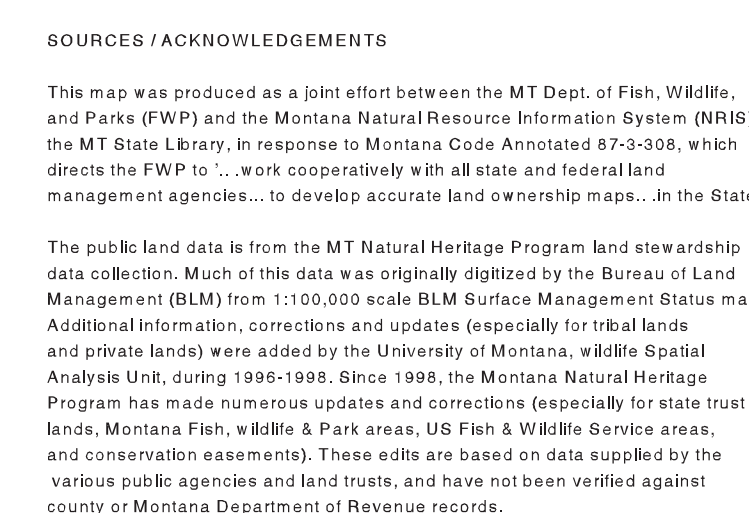 SOURCES / ACKNOWLEDGEMENTS
This map was produced as a joint effort between the MT Dept. of Fish, Wildlife,
and Parks (FWP) and the Montana Natural Resource Information System (NRIS)
the MT State Library, in response to Montana Code Annotated 87-3-308, which
directs the FWP to '.. .work cooperatively with all state and federal land
management agencies... to develop accurate land ownership maps.. .in the State
The public land data is from the MT Natural Heritage Program land stewardship
data collection. Much of this data was originally digitized by the Bureau of Land
Management (BLM) from 1:100,000 scale BLM Surface Management Status ma
Additional information, corrections and updates (especially for tribal lands
and private lands) were added by the University of Montana, wildlife Spatial
Analysis Unit, during 1996-1998. Since 1998, the Montana Natural Heritage
Program has made numerous updates and corrections (especially for state trust
lands, Montana Fish, wildlife & Park areas, US Fish & Wildlife Service areas,
and conservation easements). These edits are based on data supplied by the
various public agencies and land trusts, and have not been verified against
county or Montana Department of Revenue records.